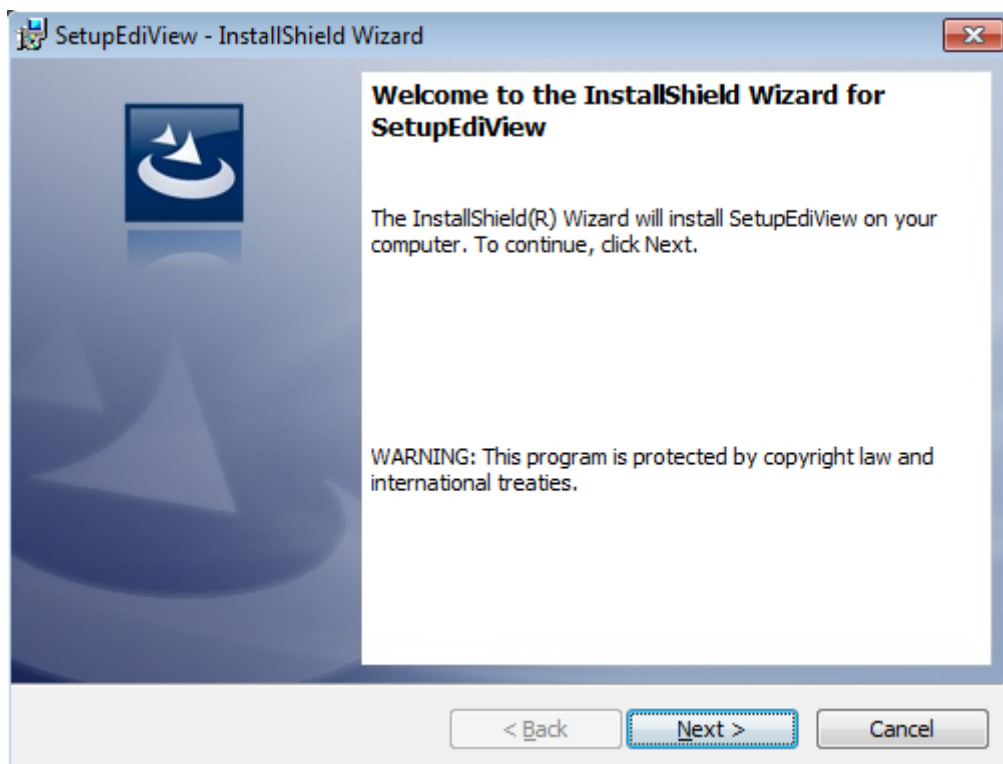 SetupEdiView - InstallShield Wizard
Welcome to the InstallShield Wizard for
SetupEdiView
The InstallShield(R) Wizard will install SetupEdiView on your
computer. To continue, click Next.
WARNING: This program is protected by copyright law and
international treaties.
< Back
Next >
Cancel